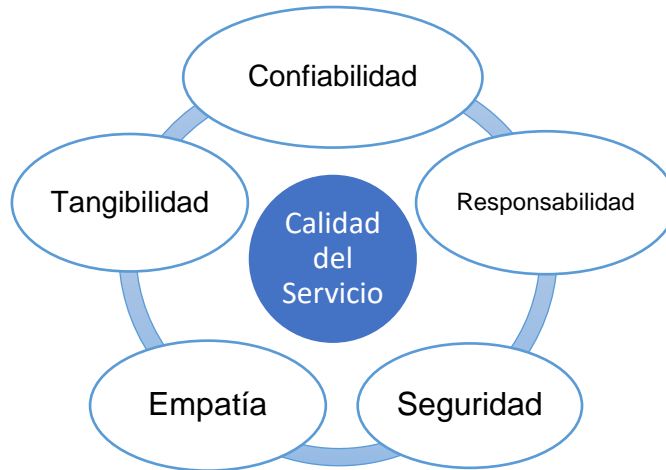 Confiabilidad
Tangibilidad
Responsabilidad
Calidad
del
Servicio
Empatía
Seguridad